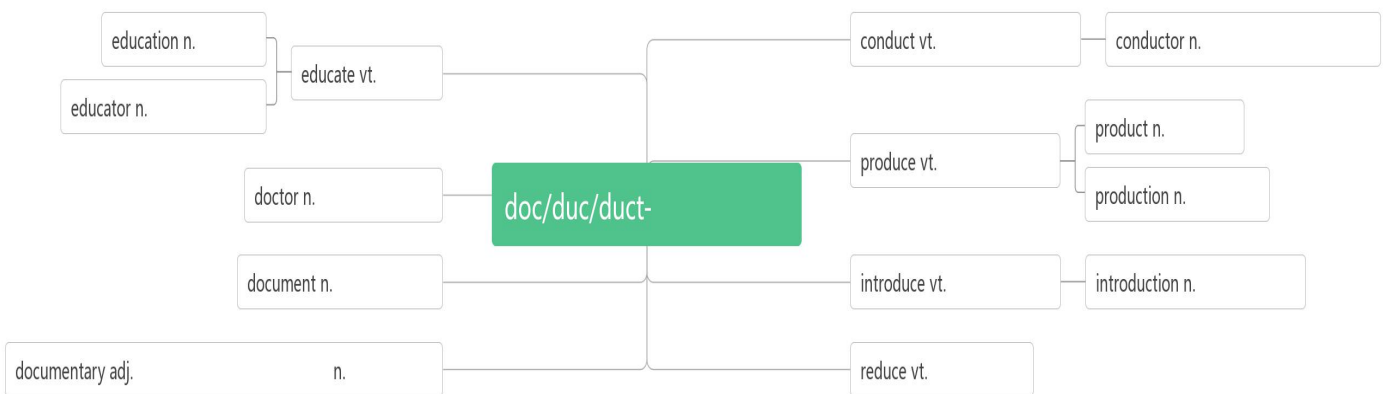 education n.
educator n.
educate vt.
doctor n.
document n.
documentary adj. n.
doc/duc/duct-
conduct vt.
conductor n.
produce vt.
product n.
production n.
introduce vt.
introduction n.
reduce vt.